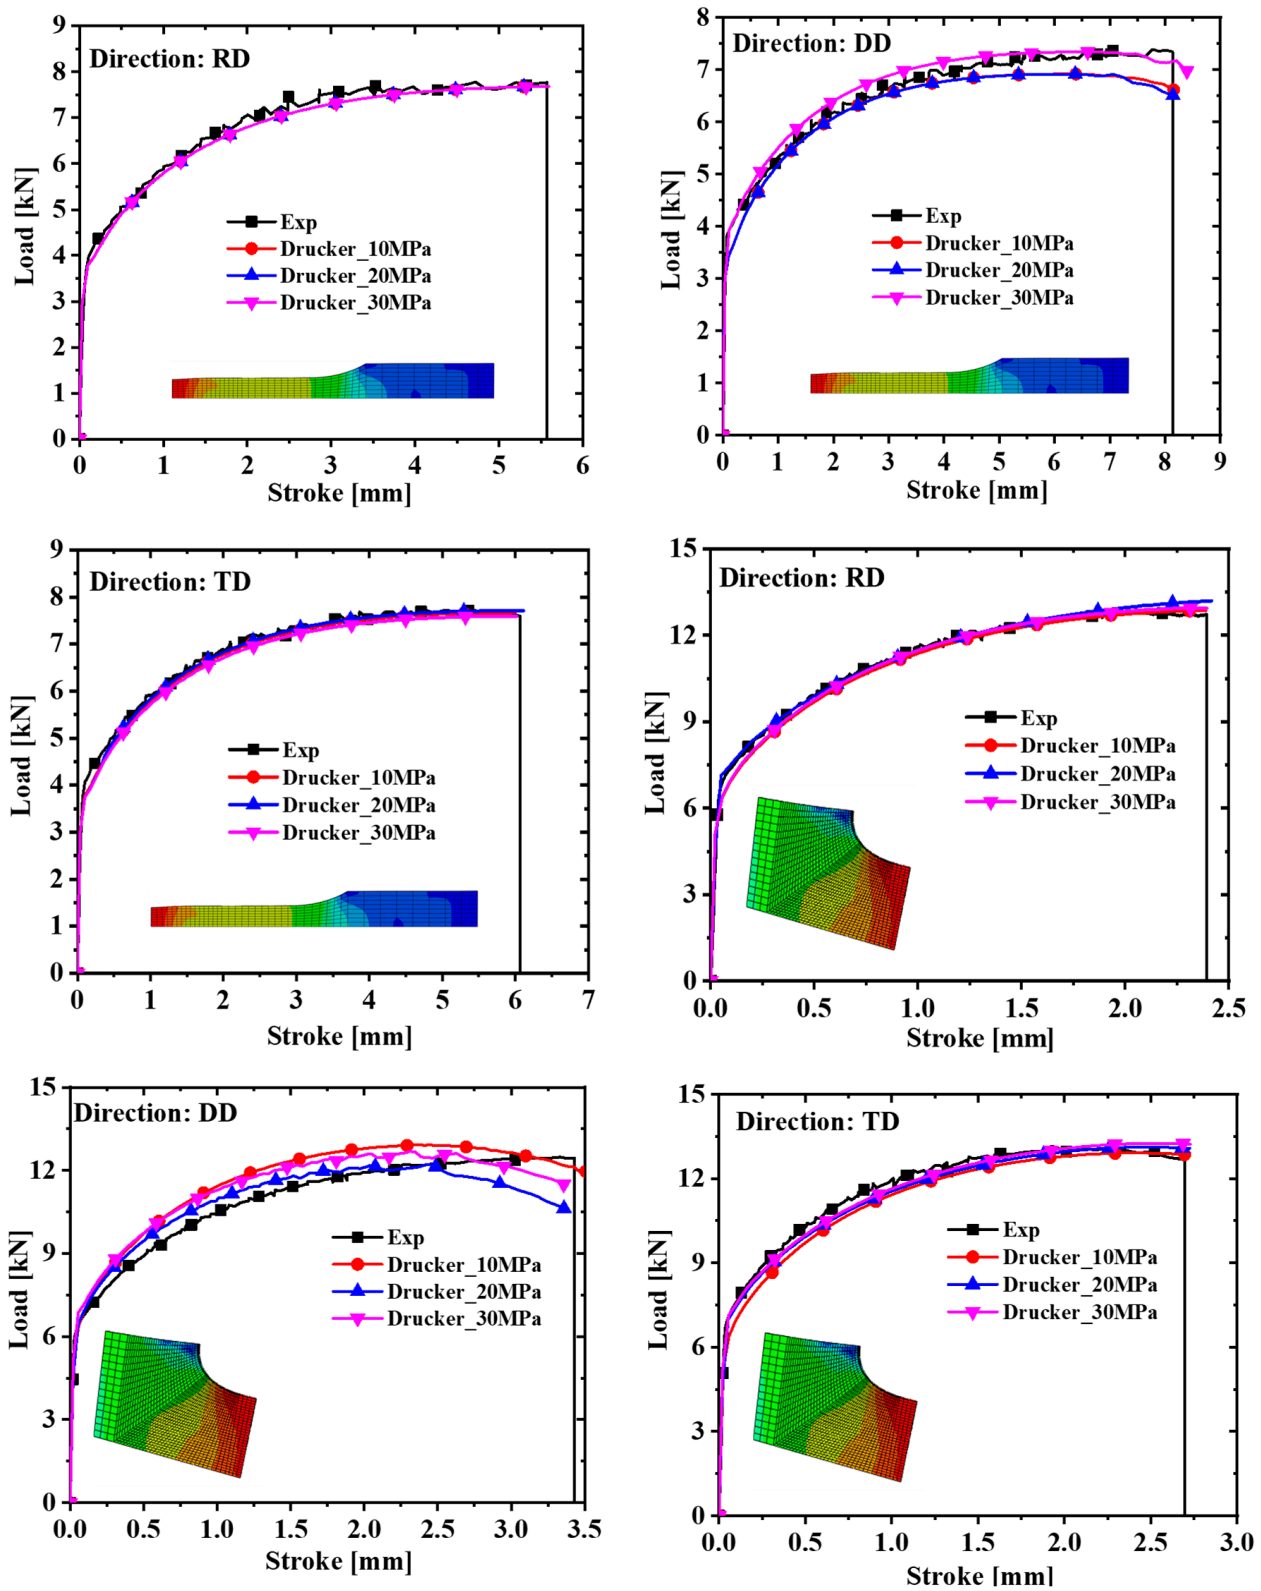 Direction: RD
Load [kN]
9
8
7
6
5
4
3
2
1
0
Exp
Drucker_10MPa
Drucker_20MPa
Drucker_30MPa
0 1 2 3 4 5 6
Stroke [mm]
Direction: DD
Load [kN]
8
7
6
5
4
3
2
1
0
Exp
Drucker_10MPa
Drucker_20MPa
Drucker_30MPa
0 1 2 3 4 5 6 7 8 9
Stroke [mm]
Direction: TD
Load [kN]
9
8
7
6
5
4
3
2
1
0
Exp
Drucker_10MPa
Drucker_20MPa
Drucker_30MPa
0 1 2 3 4 5 6 7
Stroke [mm]
Direction: RD
Load [kN]
15
12
9
6
3
0
Exp
Drucker_10MPa
Drucker_20MPa
Drucker_30MPa
0.0 0.5 1.0 1.5 2.0 2.5
Stroke [mm]
Direction: DD
Load [kN]
15
12
9
6
3
0
Exp
Drucker_10MPa
Drucker_20MPa
Drucker_30MPa
0.0 0.5 1.0 1.5 2.0 2.5 3.0 3.5
Stroke [mm]
Direction: TD
Load [kN]
15
12
9
6
3
0
Exp
Drucker_10MPa
Drucker_20MPa
Drucker_30MPa
0.0 0.5 1.0 1.5 2.0 2.5 3.0
Stroke [mm]